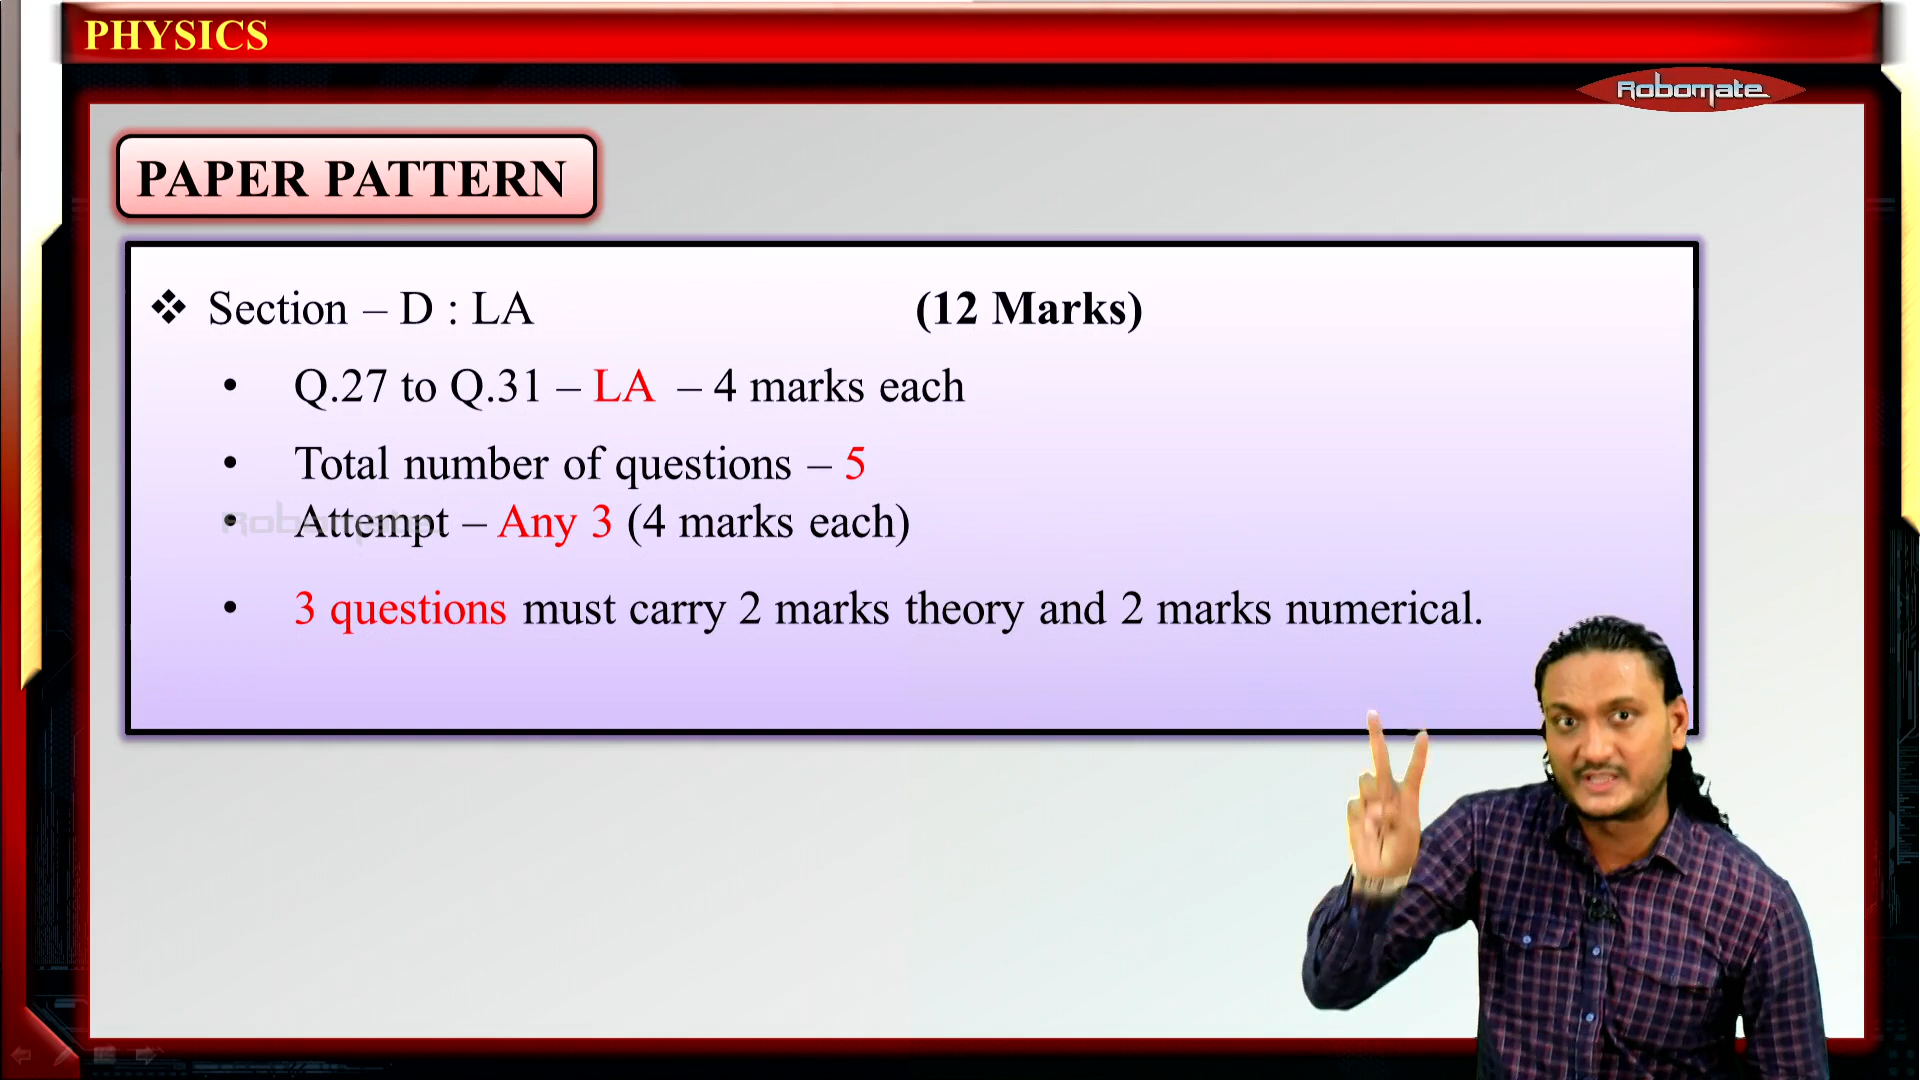 PHYSICS
Robomate
PAPER PATTERN
❖ Section – D : LA (12 Marks)
• Q.27 to Q.31 – LA – 4 marks each
• Total number of questions – 5
• Attempt – Any 3 (4 marks each)
Robomate
• 3 questions must carry 2 marks theory and 2 marks numerical.